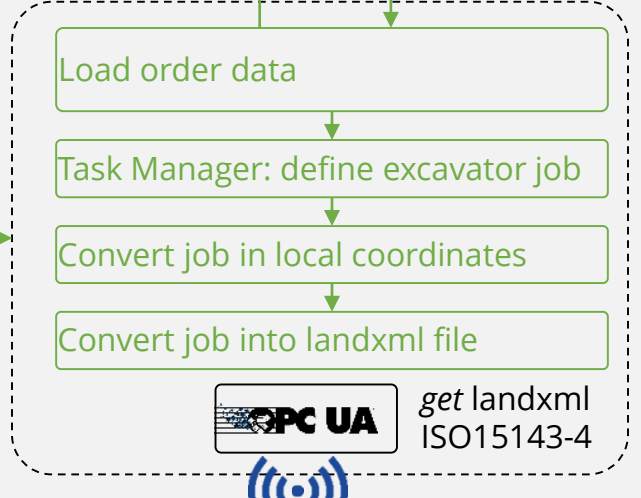 Load order data
Task Manager: define excavator job
Convert job in local coordinates
Convert job into landxml file
OPC UA
get landxml
ISO15143-4